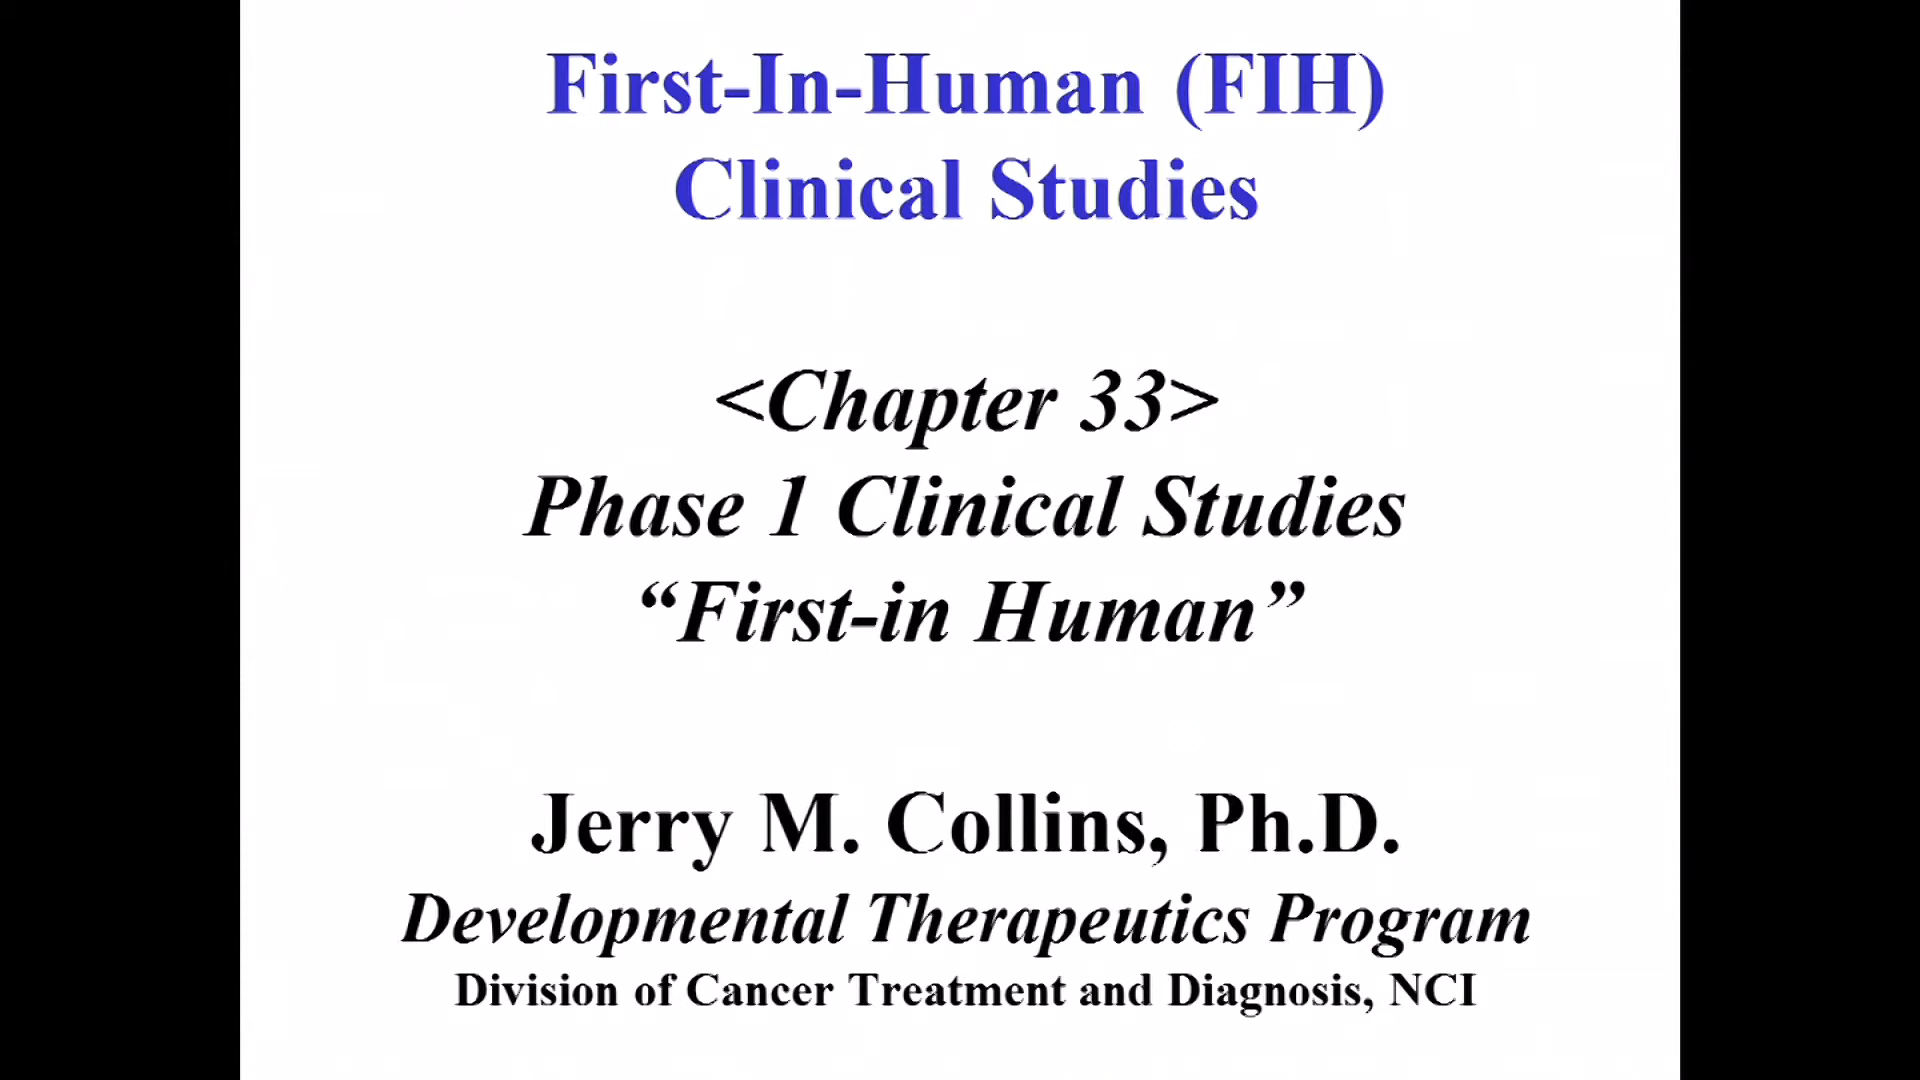 First-In-Human (FIH)
Clinical Studies
<Chapter 33>
Phase 1 Clinical Studies
“First-in Human”
Jerry M. Collins, Ph.D.
Developmental Therapeutics Program
Division of Cancer Treatment and Diagnosis, NCI